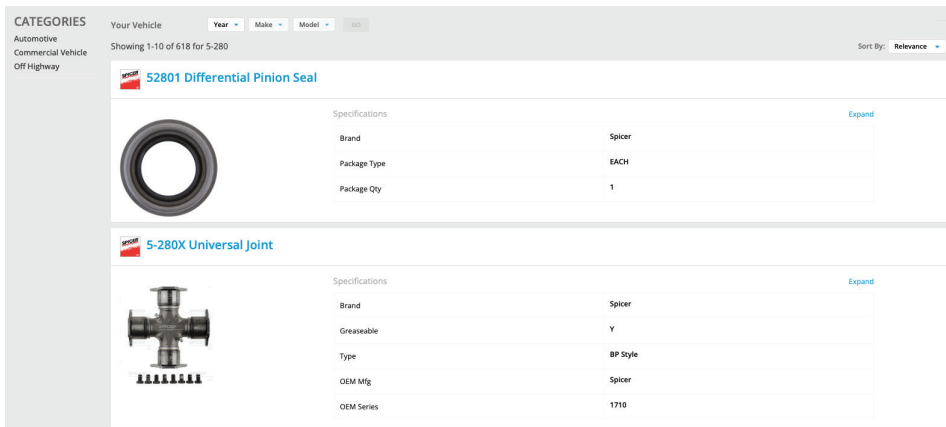 CATEGORIES
Automotive
Commercial Vehicle
Off Highway
Your Vehicle Year Make Model GO
Showing 1-10 of 618 for 5-280
Sort By: Relevance
SPICER 52801 Differential Pinion Seal
Specifications Expand
Brand Spicer
Package Type EACH
Package Qty 1
SPICER 5-280X Universal Joint
Specifications Expand
Brand Spicer
Greaseable Y
Type BP Style
OEM Mfg Spicer
OEM Series 1710